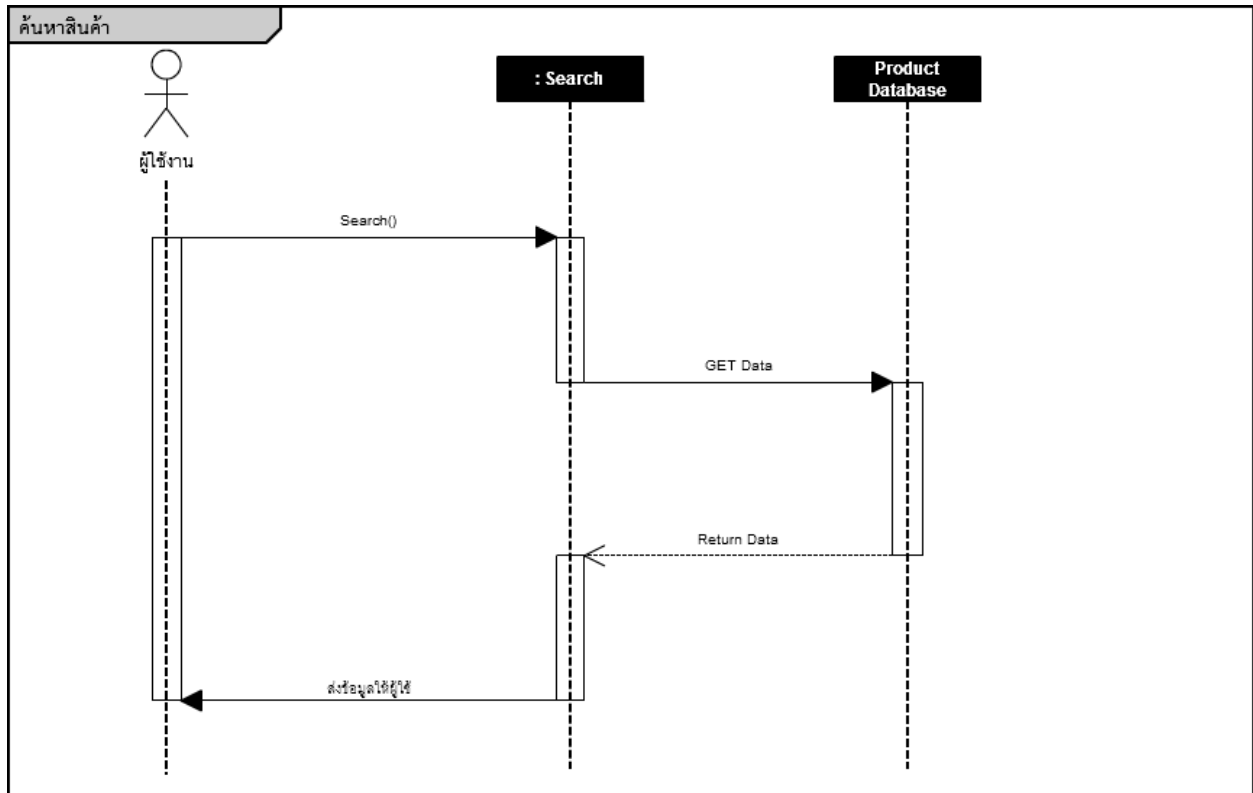 ค้นหาสินค้า
ผู้ใช้งาน
: Search
Product
Database
Search()
GET Data
Return Data
ส่งข้อมูลให้ผู้ใช้